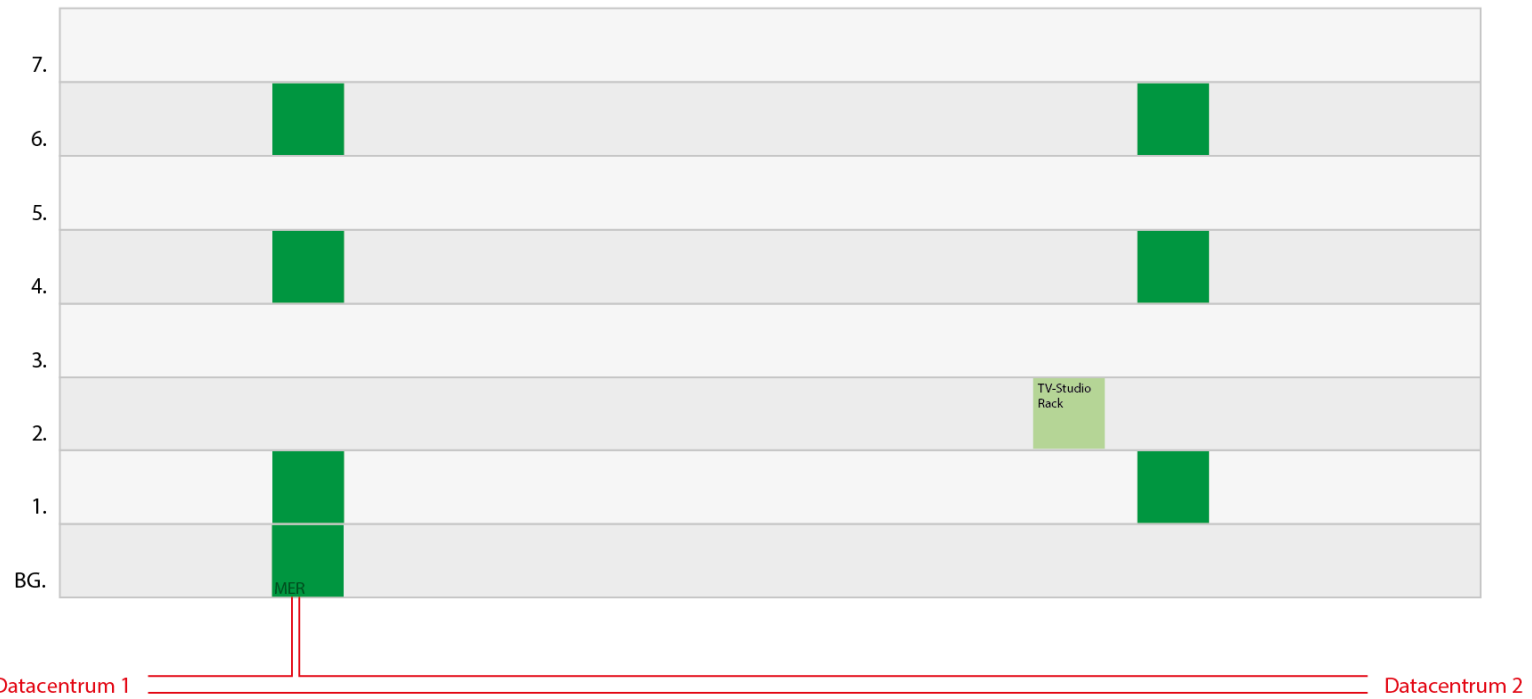 7.
6.
5.
4.
3.
TV-Studio
Rack
2.
1.
BG.
MER
Datacentrum 1
Datacentrum 2